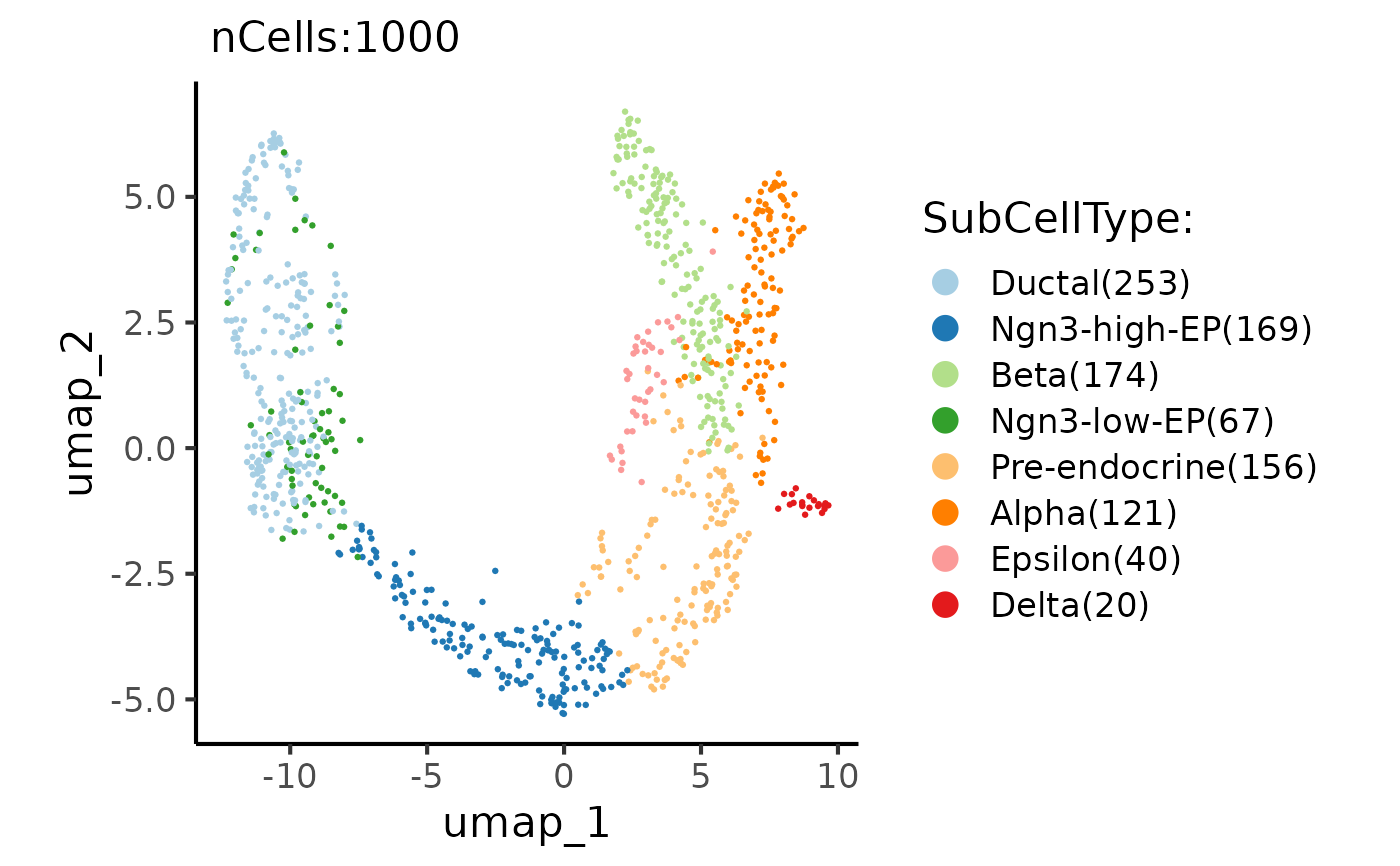 nCells:1000
umap_2
5.0
2.5
0.0
-2.5
-5.0
-10
-5
0
5
10
umap_1
SubCellType:
Ductal(253)
Ngn3-high-EP(169)
Beta(174)
Ngn3-low-EP(67)
Pre-endocrine(156)
Alpha(121)
Epsilon(40)
Delta(20)